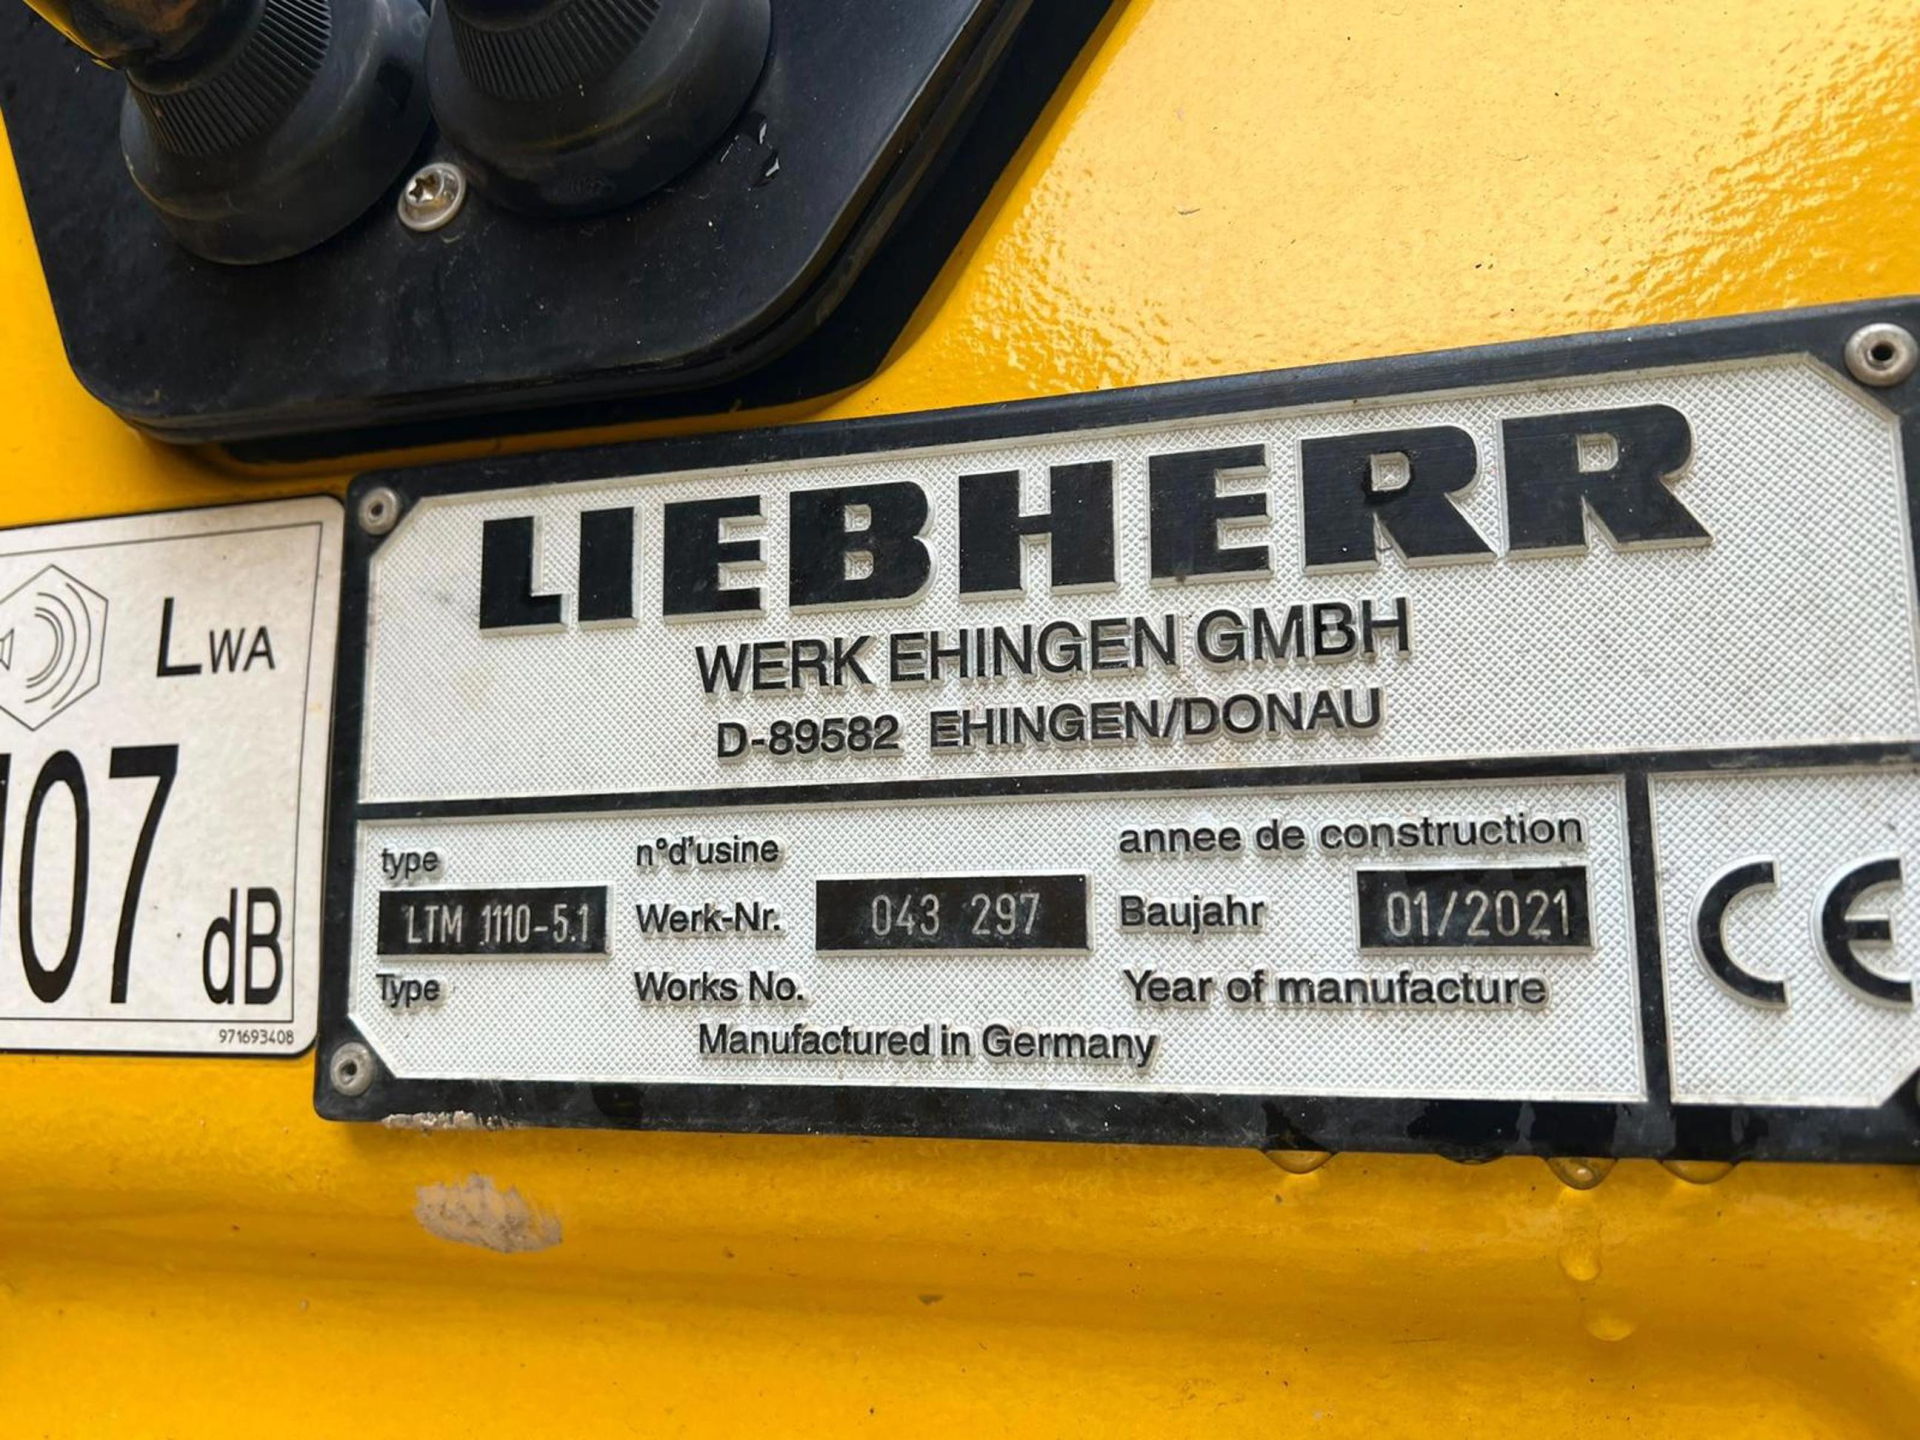 LIEBHERR
WERK EHINGEN GMBH
D-89582 EHINGEN/DONAU
type
LTM 1110-5.1
Type
n°d'usine
Werk-Nr. 043 297
Works No.
annee de construction
Baujahr 01/2021
Year of manufacture
Manufactured in Germany
CE
LWA
107 dB
971693408